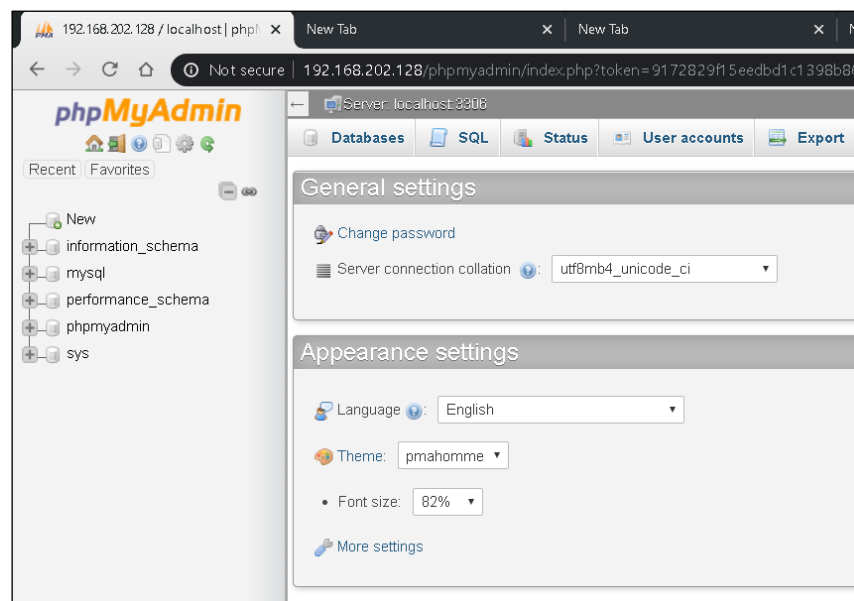 192.168.202.128 / localhost | php
New Tab
New Tab
Not secure | 192.168.202.128/phpmyadmin/index.php?token=9172829f15eedbd1c1398b8
phpMyAdmin
Server: localhost:3306
Databases SQL Status User accounts Export
Recent Favorites
General settings
Change password
Server connection collation : utf8mb4_unicode_ci
New
information_schema
mysql
performance_schema
phpmyadmin
sys
Appearance settings
Language : English
Theme: pmahomme
• Font size: 82%
More settings